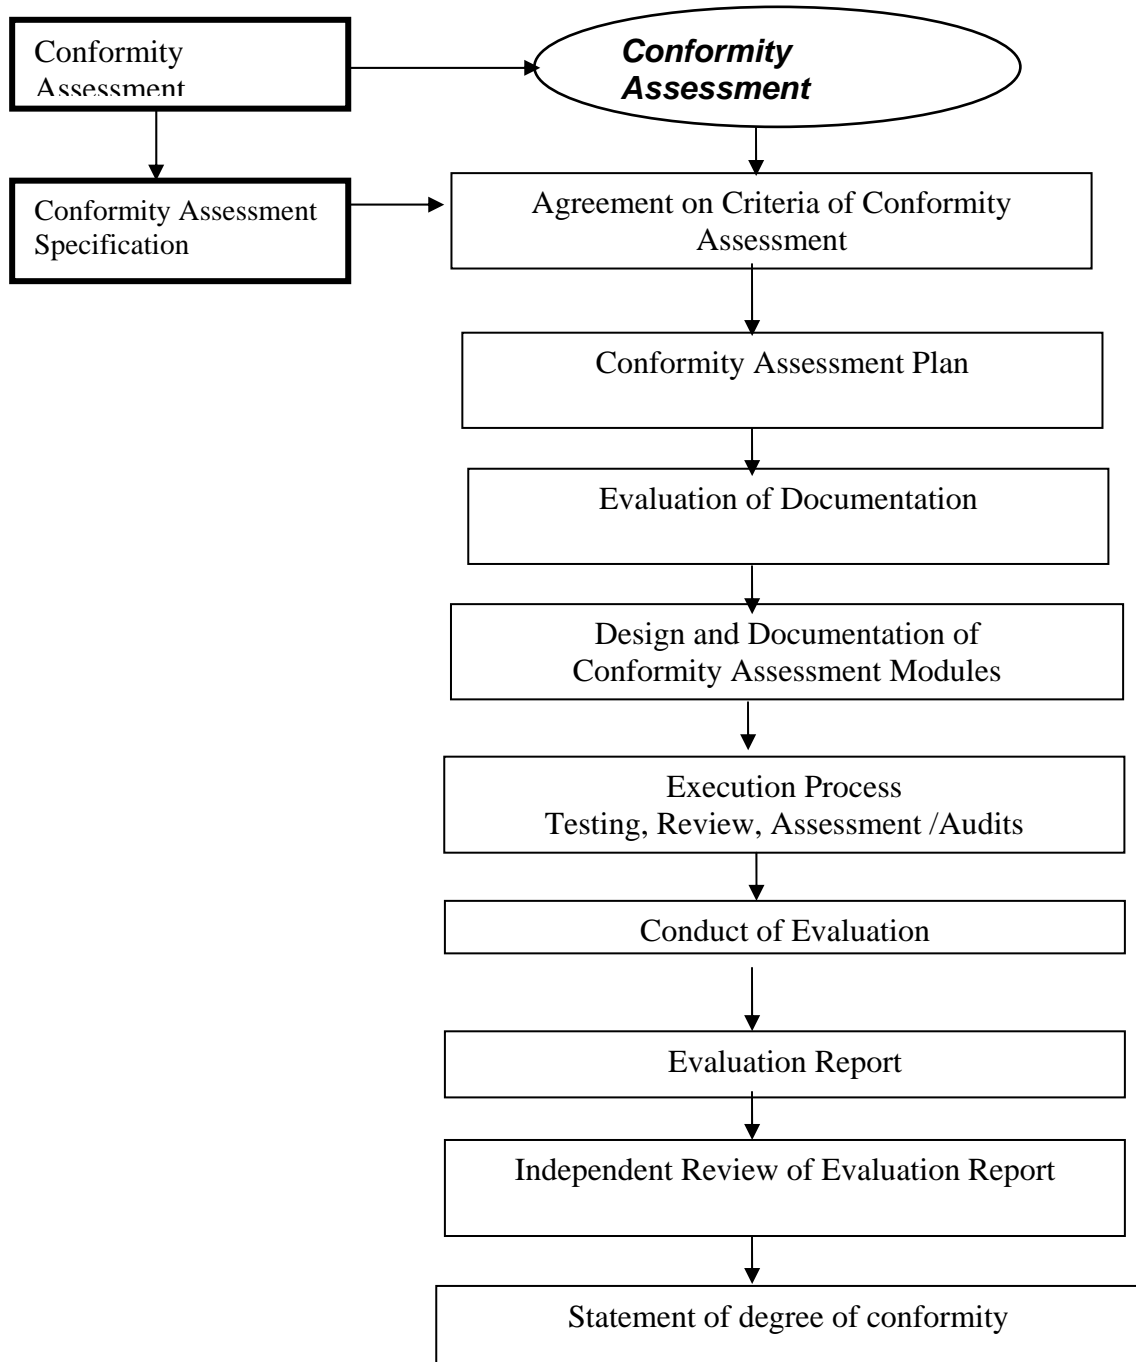 Conformity
Assessment
Conformity
Assessment
Conformity Assessment
Specification
Agreement on Criteria of Conformity
Assessment
Conformity Assessment Plan
Evaluation of Documentation
Design and Documentation of
Conformity Assessment Modules
Execution Process
Testing, Review, Assessment /Audits
Conduct of Evaluation
Evaluation Report
Independent Review of Evaluation Report
Statement of degree of conformity